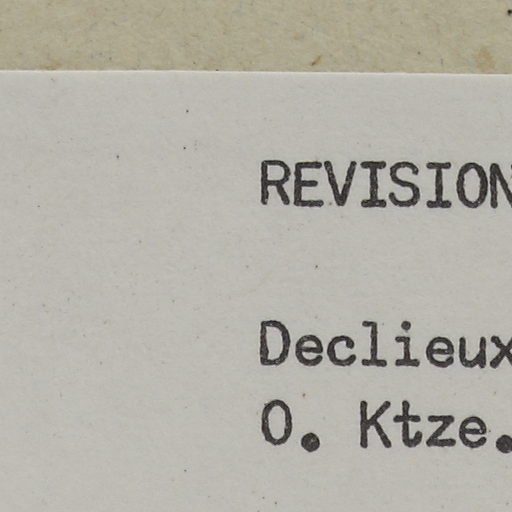 REVISION
Declieux
O. Ktze.